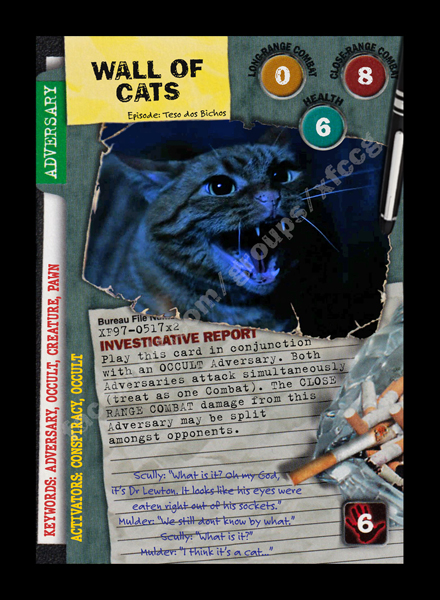 WALL OF
CATS
Episode: Teso dos Bichos
LONG-RANGE COMBAT
0
CLOSE-RANGE COMBAT
8
HEALTH
6
ADVERSARY
KEYWORDS: ADVERSARY, OCCULT, CREATURE, PAWN
ACTIVATORS: CONSPIRACY, OCCULT
Bureau File
XF97-0517x2
INVESTIGATIVE REPORT
Play this card in conjunction
with an OCCULT Adversary. Both
Adversaries attack simultaneously
(treat as one Combat). The CLOSE
RANGE COMBAT damage from this
Adversary may be split
amongst opponents.
Scully: "What is it? Oh my God,
it's Dr Lewton. It looks like his eyes were
eaten right out of his sockets."
Mulder: "We still dont know by what."
Scully: "What is it?"
Mulder: "I think it's a cat..."
6